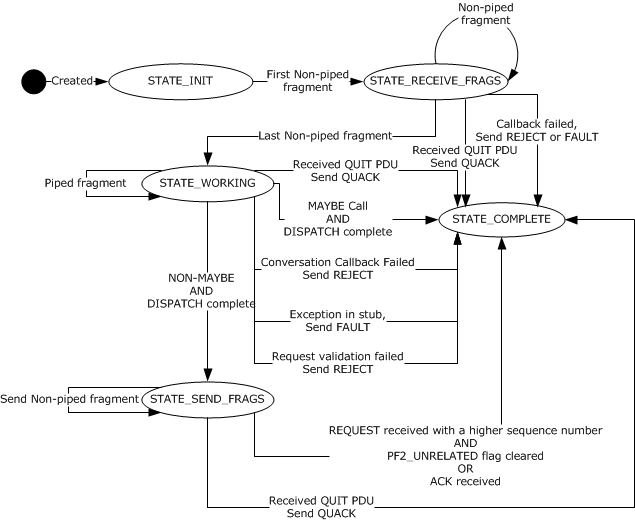 Non-piped
fragment
Created
STATE_INIT
First Non-piped
fragment
STATE_RECEIVE_FRAGS
Callback failed,
Send REJECT or FAULT
Last Non-piped fragment
Received QUIT PDU
Send QUACK
Received QUIT PDU
Send QUACK
Piped fragment
STATE_WORKING
MAYBE Call
AND
DISPATCH complete
STATE_COMPLETE
Conversation Callback Failed
Send REJECT
NON-MAYBE
AND
DISPATCH complete
Exception in stub,
Send FAULT
Request validation failed
Send REJECT
Send Non-piped fragment
STATE_SEND_FRAGS
REQUEST received with a higher sequence number
AND
PF2_UNRELATED flag cleared
OR
ACK received
Received QUIT PDU
Send QUACK